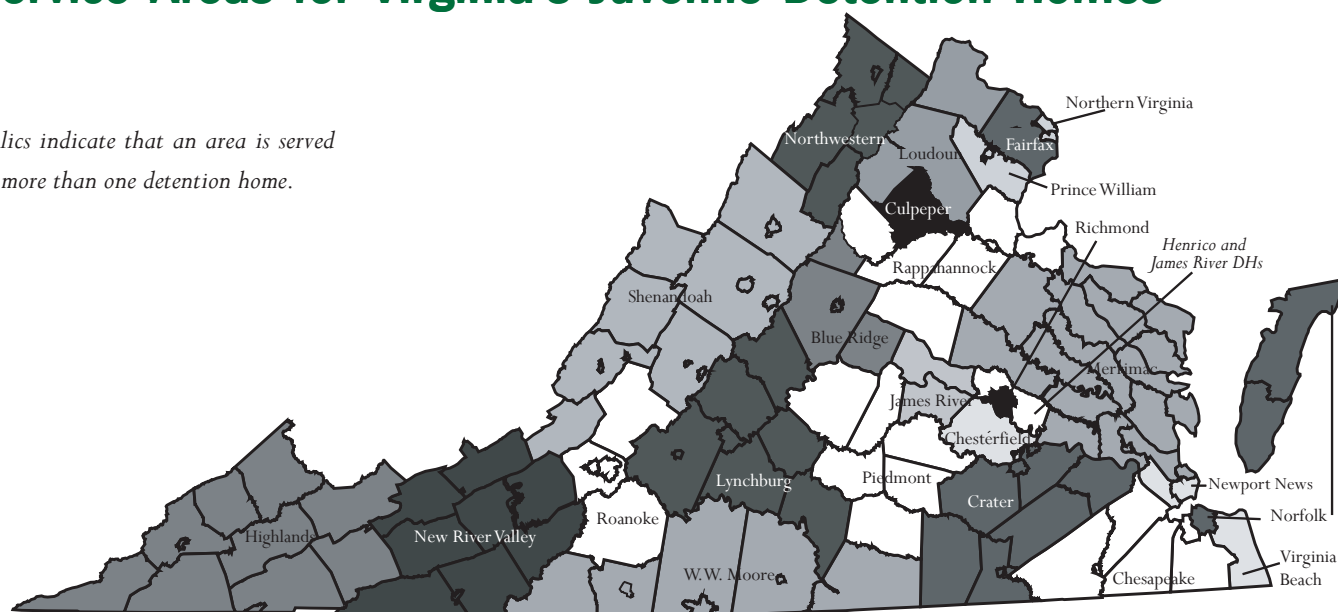 ervice Areas for Virginia's Juvenile Detention Homes
lics indicate that an area is served
more than one detention home.
Northern Virginia
Northwestern
Fairfax
Loudoun
Prince William
Culpeper
Richmond
Henrico and
James River DHs
Rappahannock
Shenandoah
Blue Ridge
Merrimac
James River
Chesterfield
Piedmont
Lynchburg
Newport News
Crater
Norfolk
Roanoke
Highlands
New River Valley
Virginia
Beach
W.W. Moore
Chesapeake